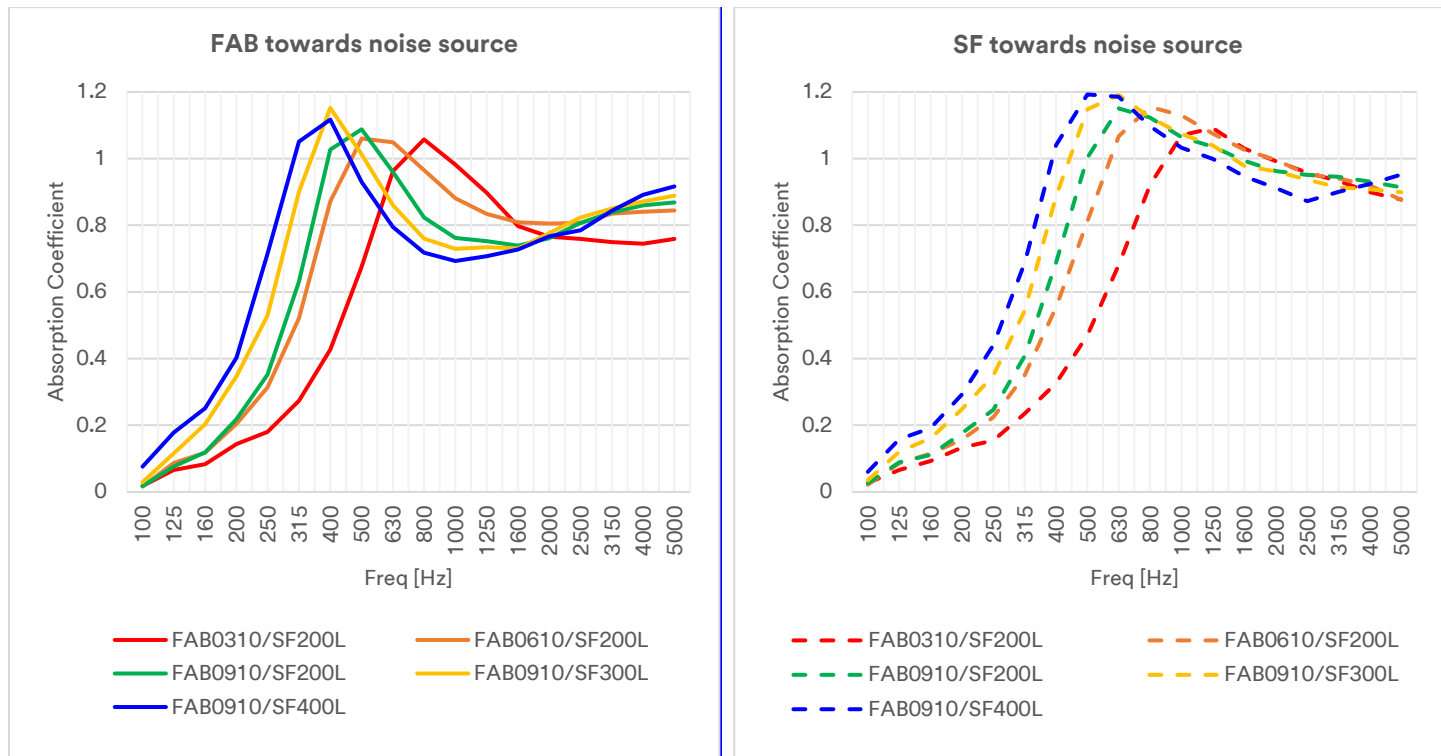 FAB towards noise source
1.2
1
0.8
0.6
0.4
0.2
0
Absorption Coefficient
100 125 160 200 250 315 400 500 630 800 1000 1250 1600 2000 2500 3150 4000 5000
Freq [Hz]
FAB0310/SF200L FAB0610/SF200L
FAB0910/SF200L FAB0910/SF300L
FAB0910/SF400L
SF towards noise source
1.2
1
0.8
0.6
0.4
0.2
0
Absorption Coefficient
100 125 160 200 250 315 400 500 630 800 1000 1250 1600 2000 2500 3150 4000 5000
Freq [Hz]
FAB0310/SF200L FAB0610/SF200L
FAB0910/SF200L FAB0910/SF300L
FAB0910/SF400L